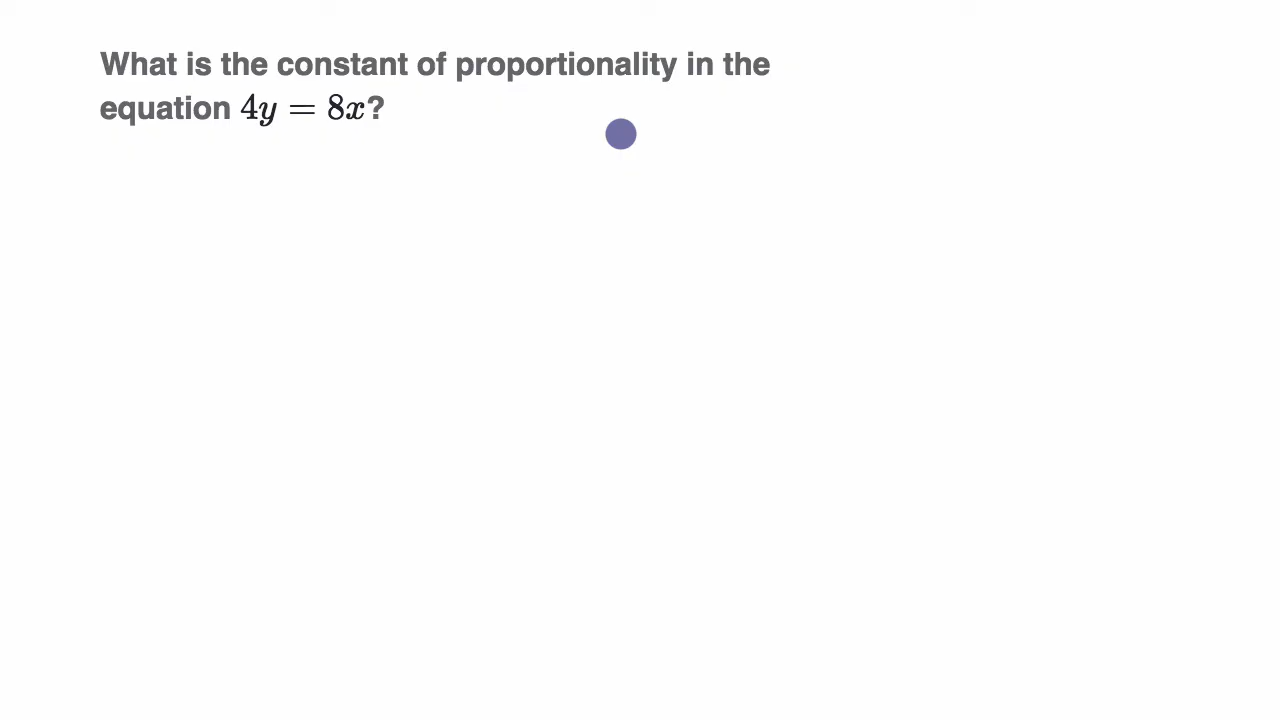 What is the constant of proportionality in the
equation 4y = 8x?